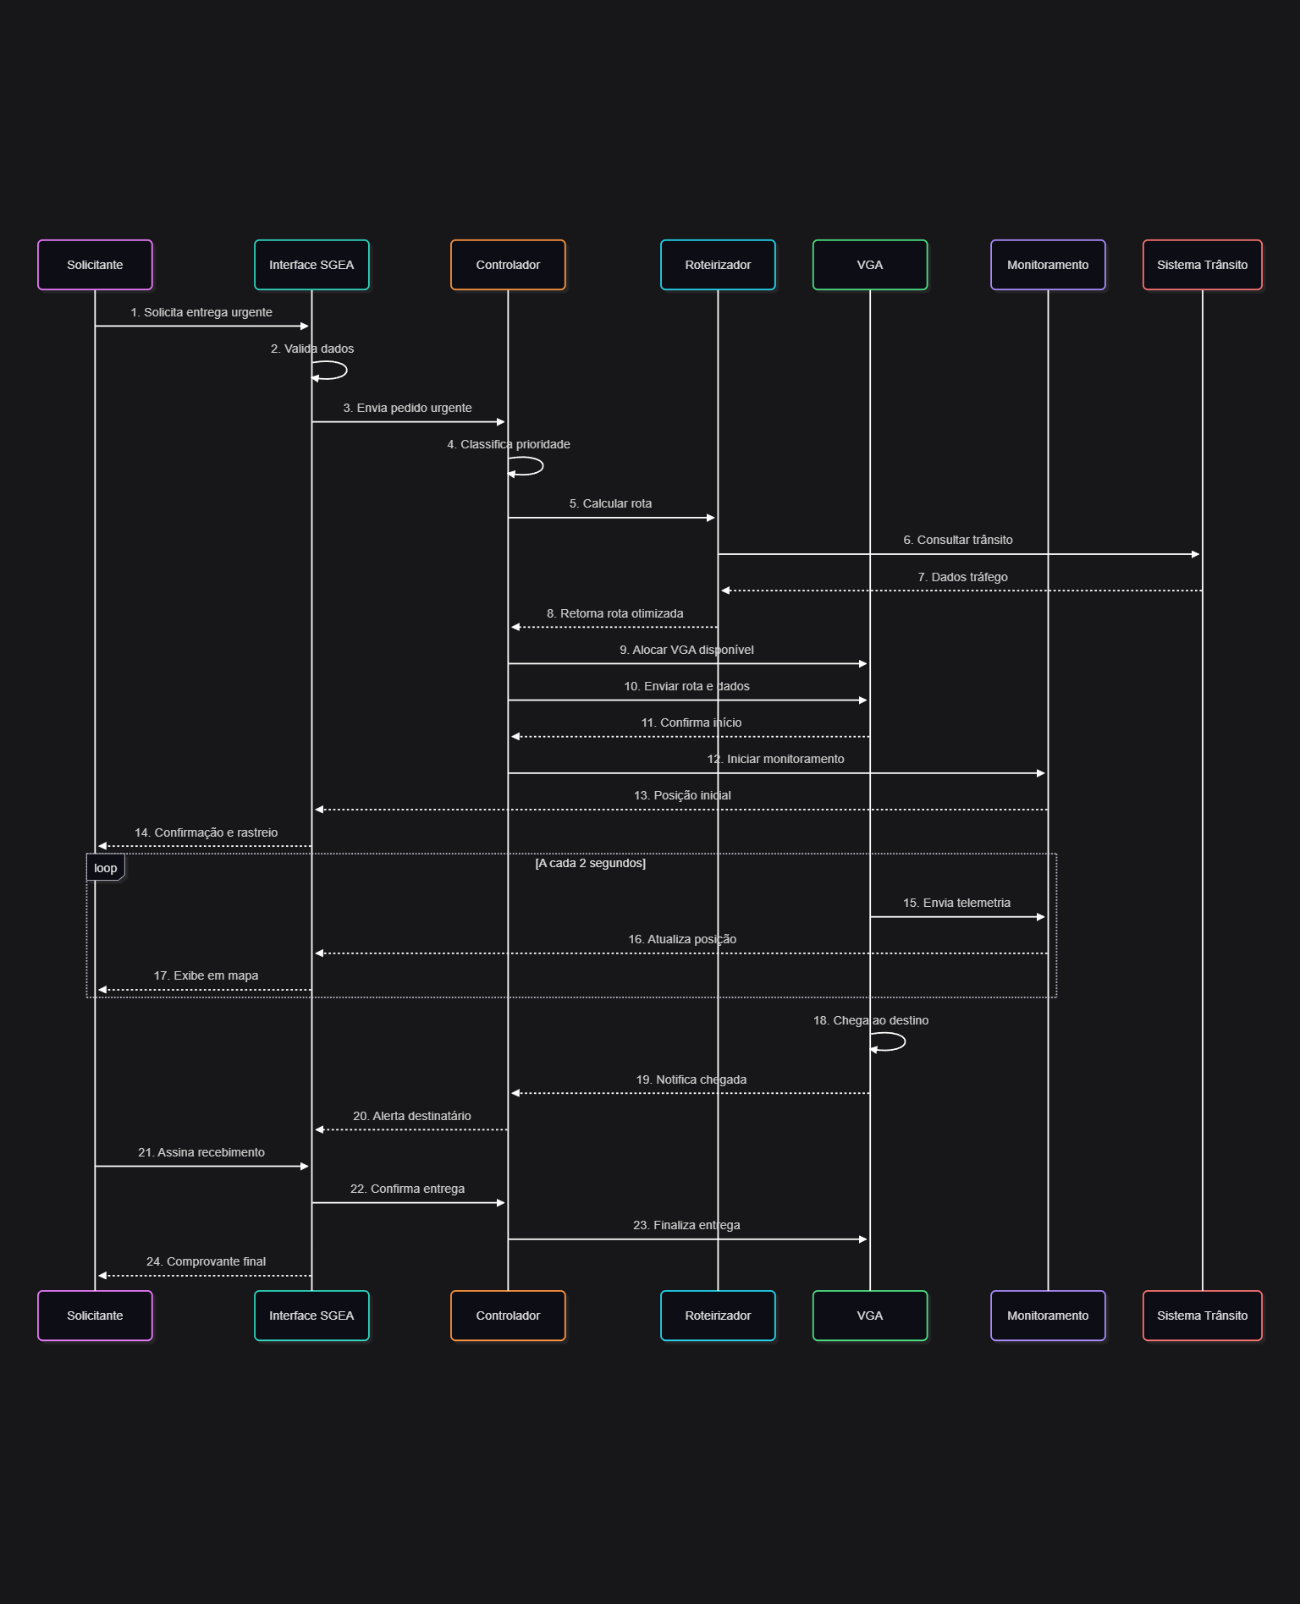 Solicitante
Interface SGEA
Controlador
Roteirizador
VGA
Monitoramento
Sistema Trânsito
1. Solicita entrega urgente
2. Valida dados
3. Envia pedido urgente
4. Classifica prioridade
5. Calcular rota
6. Consultar trânsito
7. Dados tráfego
8. Retorna rota otimizada
9. Alocar VGA disponível
10. Enviar rota e dados
11. Confirma início
12. Iniciar monitoramento
13. Posição inicial
14. Confirmação e rastreio
loop
[A cada 2 segundos]
15. Envia telemetria
16. Atualiza posição
17. Exibe em mapa
18. Chega ao destino
19. Notifica chegada
20. Alerta destinatário
21. Assina recebimento
22. Confirma entrega
23. Finaliza entrega
24. Comprovante final
Solicitante
Interface SGEA
Controlador
Roteirizador
VGA
Monitoramento
Sistema Trânsito